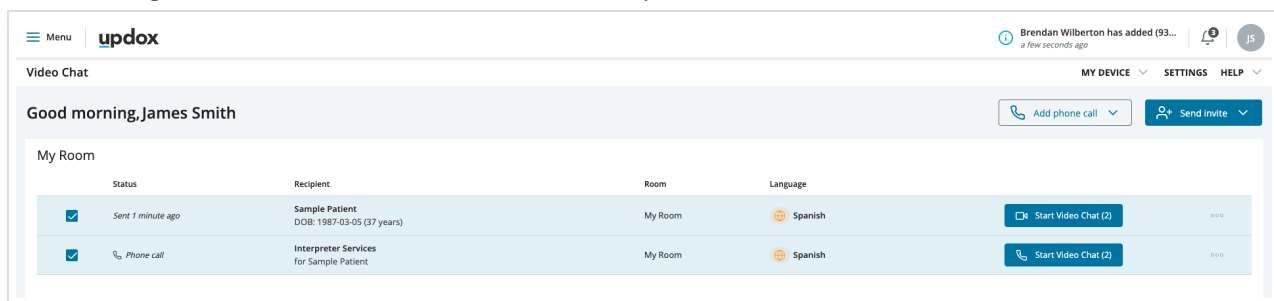 Menu
updox
Brendan Wilberton has added (93...
a few seconds ago
3
JS
Video Chat
MY DEVICE
SETTINGS
HELP
Good morning, James Smith
Add phone call
Send invite
My Room
Status
Recipient
Room
Language
Sent 1 minute ago
Sample Patient
DOB: 1987-03-05 (37 years)
My Room
Spanish
Start Video Chat (2)
Phone call
Interpreter Services
for Sample Patient
My Room
Spanish
Start Video Chat (2)